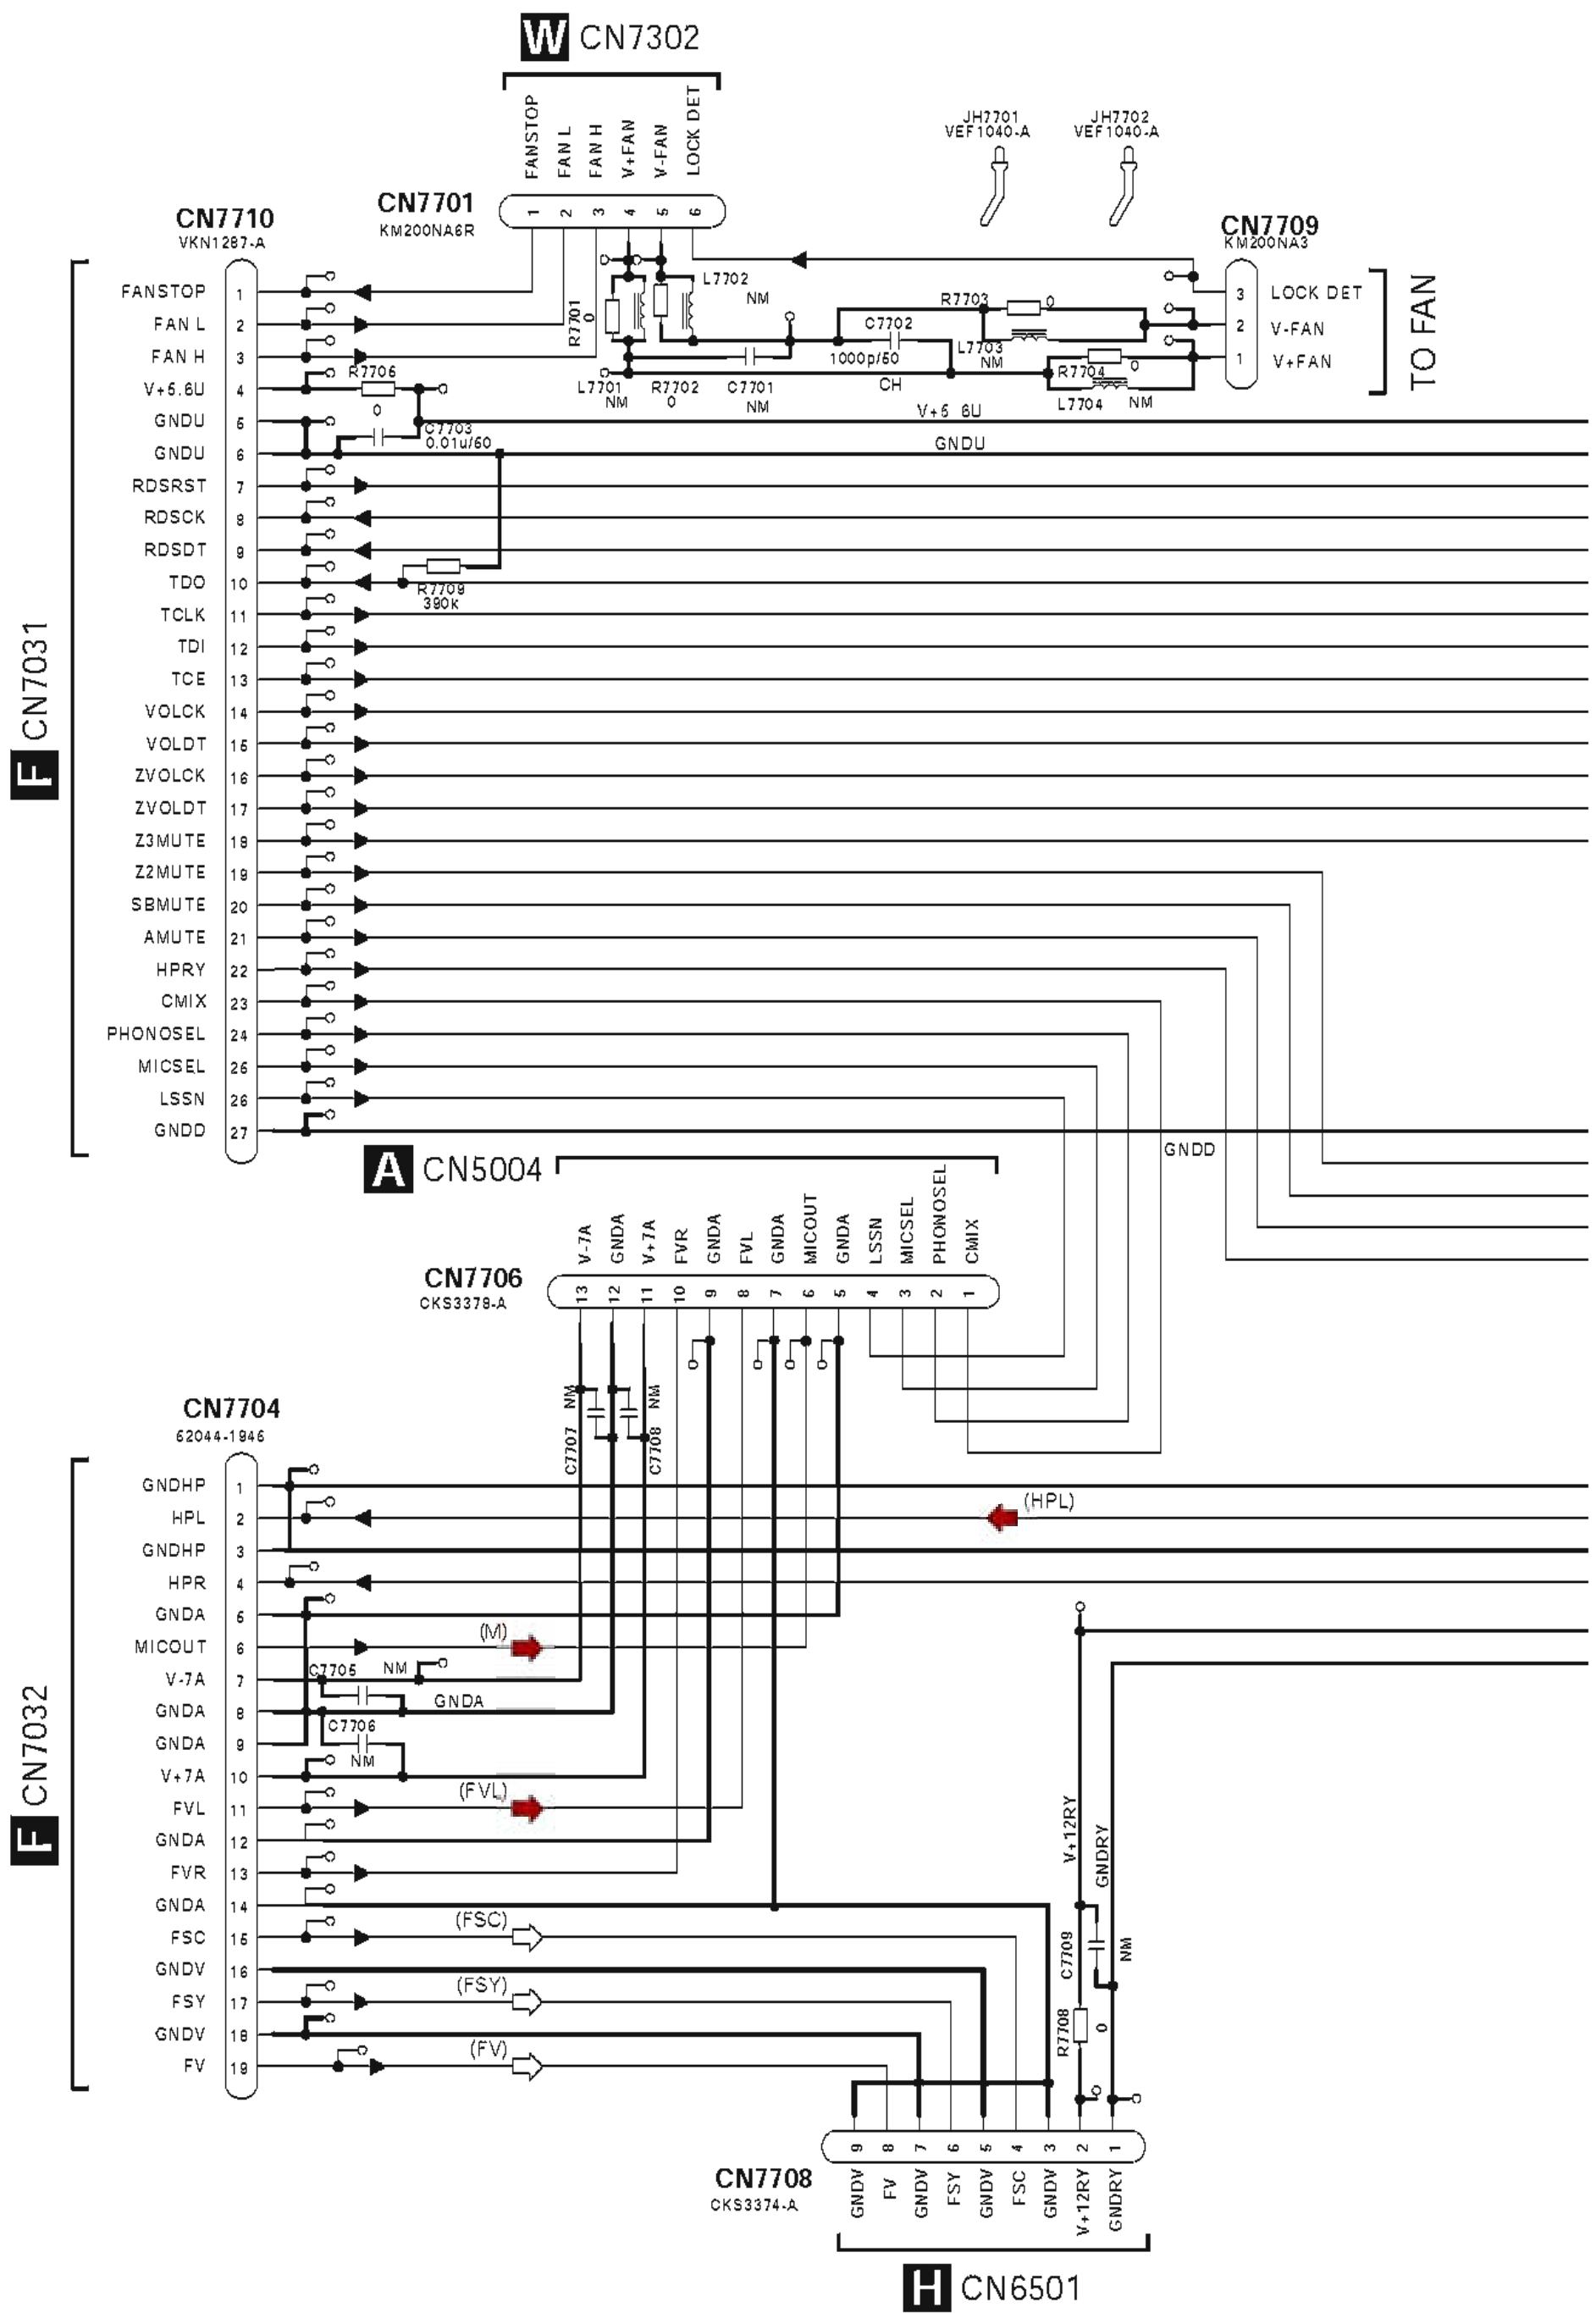 W CN7302
FANSTOP
FAN L
FAN H
V+FAN
V-FAN
LOCK DET
JH7701
VEF1040-A
JH7702
VEF1040-A
CN7701
KM200NA6R
1 2 3 4 5 6
CN7710
VKN1287-A
CN7709
KM200NA3
3 LOCK DET
2 V-FAN
1 V+FAN
TO FAN
R7701
0
L7702
NM
L7701
NM
R7702
0
C7701
NM
C7702
1000p/50
CH
R7703 0
L7703
NM
R7704 0
L7704 NM
R7706
0
C7703
0.01u/50
V+5 6U
GNDU
R7709
390k
F CN7031
FANSTOP 1
FAN L 2
FAN H 3
V+5.6U 4
GNDU 5
GNDU 6
RDSRST 7
RDSCK 8
RDSDT 9
TDO 10
TCLK 11
TDI 12
TCE 13
VOLCK 14
VOLDT 15
ZVOLCK 16
ZVOLDT 17
Z3MUTE 18
Z2MUTE 19
SBMUTE 20
AMUTE 21
HPRY 22
CMIX 23
PHONOSEL 24
MICSEL 25
LSSN 26
GNDD 27
GNDD
A CN5004
V-7A
GNDA
V+7A
FVR
GNDA
FVL
GNDA
MICOUT
GNDA
LSSN
MICSEL
PHONOSEL
CMIX
CN7706
CKS3378-A
13 12 11 10 9 8 7 6 5 4 3 2 1
C7707 NM
C7708 NM
CN7704
52044-1945
F CN7032
GNDHP 1
HPL 2
(HPL)
GNDHP 3
HPR 4
GNDA 5
MICOUT 6
(M)
V-7A 7
C7705 NM
GNDA 8
GNDA
C7706
NM
GNDA 9
V+7A 10
FVL 11
(FVL)
GNDA 12
FVR 13
GNDA 14
FSC 15
(FSC)
GNDV 16
FSY 17
(FSY)
GNDV 18
FV 19
(FV)
V+12RY
GNDRY
C7709
NM
R7708
0
9 8 7 6 5 4 3 2 1
CN7708
CKS3374-A
GNDV
FV
GNDV
FSY
GNDV
FSC
GNDV
V+12RY
GNDRY
H CN6501